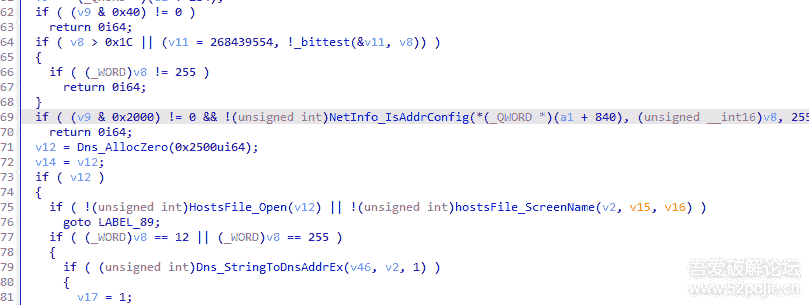 62 if ( (v9 & 0x40) != 0 )
63 return 0i64;
64 if ( v8 > 0x1C || (v11 = 268439554, !_bittest(&v11, v8)) )
65 {
66 if ( (_WORD)v8 != 255 )
67 return 0i64;
68 }
69 if ( (v9 & 0x2000) != 0 && !(unsigned int)NetInfo_IsAddrConfig(*(_QWORD *)(a1 + 840), (unsigned __int16)v8, 255
70 return 0i64;
71 v12 = Dns_AllocZero(0x2500ui64);
72 v14 = v12;
73 if ( v12 )
74 {
75 if ( !(unsigned int)HostsFile_Open(v12) || !(unsigned int)hostsFile_ScreenName(v2, v15, v16) )
76 goto LABEL_89;
77 if ( (_WORD)v8 == 12 || (_WORD)v8 == 255 )
78 {
79 if ( (unsigned int)Dns_StringToDnsAddrEx(v46, v2, 1) )
80 {
81 v17 = 1;
吾爱破解论坛
www.52pojie.cn